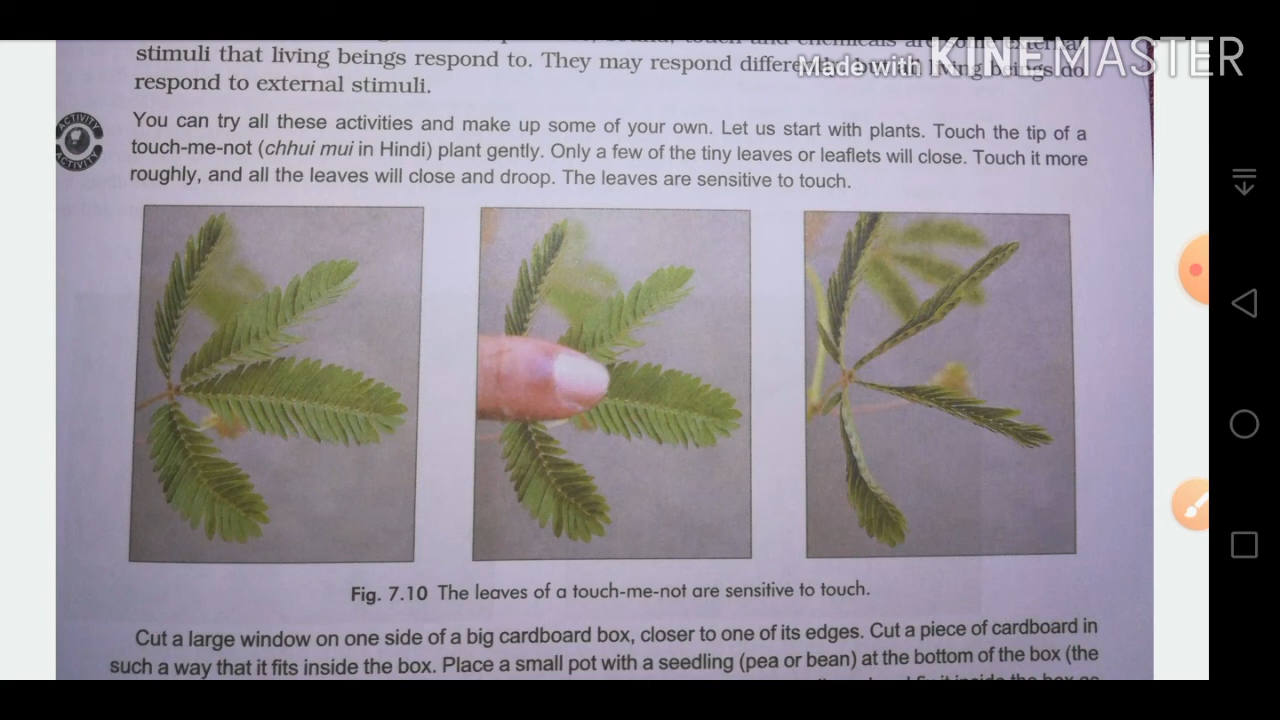 Made with KINEMASTER
stimuli that living beings respond to. They may respond living beings do
respond to external stimuli.
ACTIVITY
ACTIVITY
You can try all these activities and make up some of your own. Let us start with plants. Touch the tip of a
touch-me-not (chhui mui in Hindi) plant gently. Only a few of the tiny leaves or leaflets will close. Touch it more
roughly, and all the leaves will close and droop. The leaves are sensitive to touch.
Fig. 7.10 The leaves of a touch-me-not are sensitive to touch.
Cut a large window on one side of a big cardboard box, closer to one of its edges. Cut a piece of cardboard in
such a way that it fits inside the box. Place a small pot with a seedling (pea or bean) at the bottom of the box (the